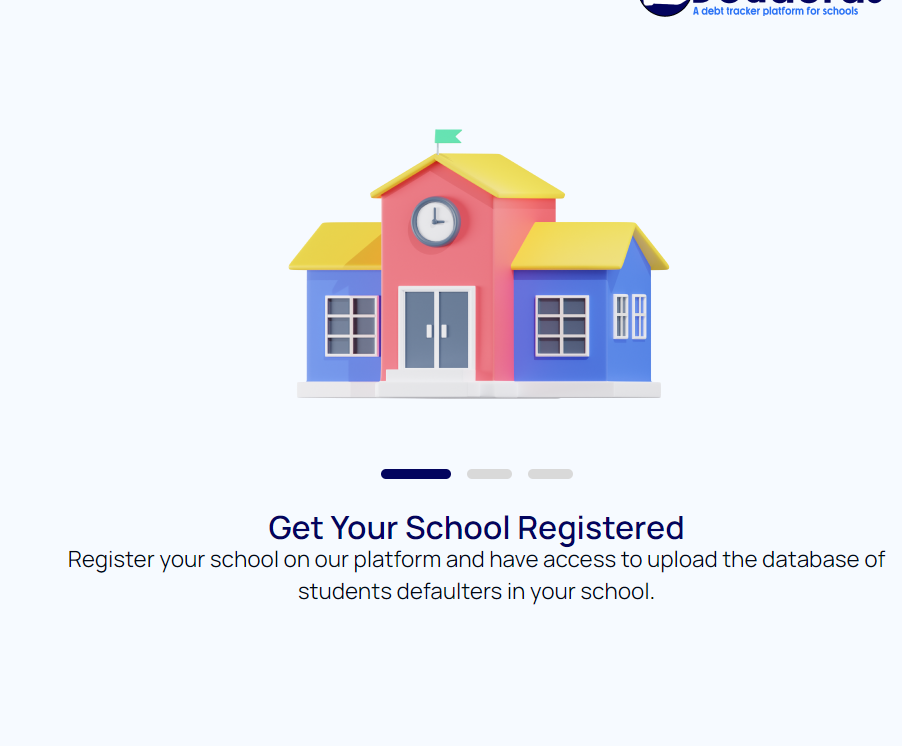 A debt tracker platform for schools
Get Your School Registered
Register your school on our platform and have access to upload the database of
students defaulters in your school.